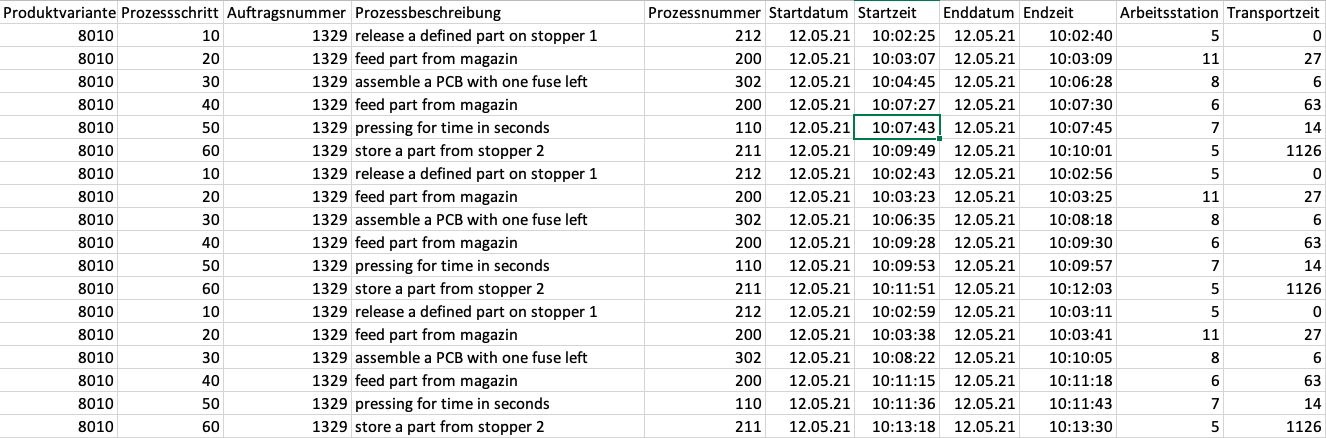 Produktvariante Prozessschritt Auftragsnummer Prozessbeschreibung Prozessnummer Startdatum Startzeit Enddatum Endzeit Arbeitsstation Transportzeit
8010 10 1329 release a defined part on stopper 1 212 12.05.21 10:02:25 12.05.21 10:02:40 5 0
8010 20 1329 feed part from magazin 200 12.05.21 10:03:07 12.05.21 10:03:09 11 27
8010 30 1329 assemble a PCB with one fuse left 302 12.05.21 10:04:45 12.05.21 10:06:28 8 6
8010 40 1329 feed part from magazin 200 12.05.21 10:07:27 12.05.21 10:07:30 6 63
8010 50 1329 pressing for time in seconds 110 12.05.21 10:07:43 12.05.21 10:07:45 7 14
8010 60 1329 store a part from stopper 2 211 12.05.21 10:09:49 12.05.21 10:10:01 5 1126
8010 10 1329 release a defined part on stopper 1 212 12.05.21 10:02:43 12.05.21 10:02:56 5 0
8010 20 1329 feed part from magazin 200 12.05.21 10:03:23 12.05.21 10:03:25 11 27
8010 30 1329 assemble a PCB with one fuse left 302 12.05.21 10:06:35 12.05.21 10:08:18 8 6
8010 40 1329 feed part from magazin 200 12.05.21 10:09:28 12.05.21 10:09:30 6 63
8010 50 1329 pressing for time in seconds 110 12.05.21 10:09:53 12.05.21 10:09:57 7 14
8010 60 1329 store a part from stopper 2 211 12.05.21 10:11:51 12.05.21 10:12:03 5 1126
8010 10 1329 release a defined part on stopper 1 212 12.05.21 10:02:59 12.05.21 10:03:11 5 0
8010 20 1329 feed part from magazin 200 12.05.21 10:03:38 12.05.21 10:03:41 11 27
8010 30 1329 assemble a PCB with one fuse left 302 12.05.21 10:08:22 12.05.21 10:10:05 8 6
8010 40 1329 feed part from magazin 200 12.05.21 10:11:15 12.05.21 10:11:18 6 63
8010 50 1329 pressing for time in seconds 110 12.05.21 10:11:36 12.05.21 10:11:43 7 14
8010 60 1329 store a part from stopper 2 211 12.05.21 10:13:18 12.05.21 10:13:30 5 1126